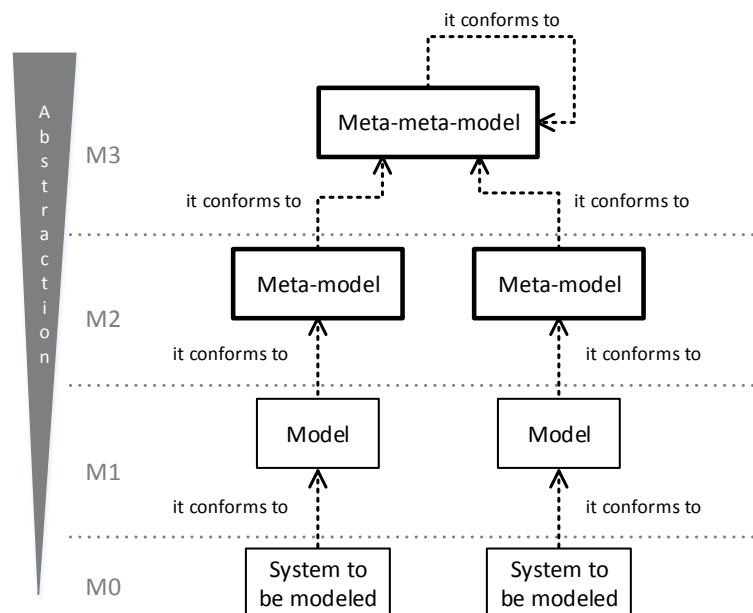 it conforms to
Abstraction
Meta-meta-model
M3
it conforms to
it conforms to
Meta-model
Meta-model
M2
it conforms to
it conforms to
Model
Model
M1
it conforms to
it conforms to
System to
be modeled
System to
be modeled
M0